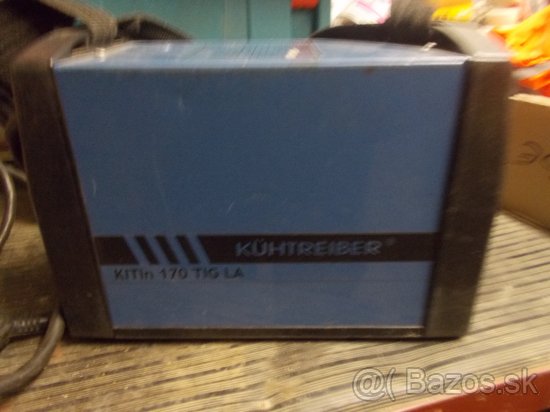 KÜHTREIBER®
KITin 170 TIG LA
@( Bazos.sk